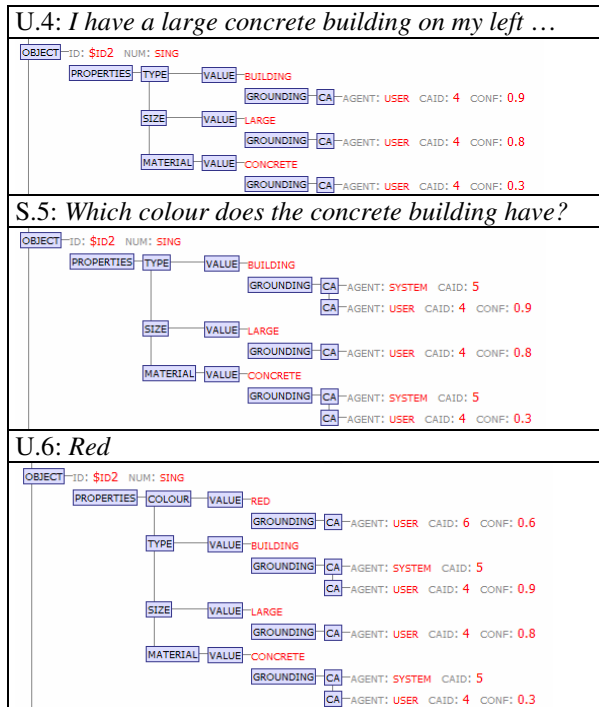 U.4: I have a large concrete building on my left …
OBJECT ID: $ID2 NUM: SING
PROPERTIES TYPE VALUE BUILDING
GROUNDING CA AGENT: USER CAID: 4 CONF: 0.9
SIZE VALUE LARGE
GROUNDING CA AGENT: USER CAID: 4 CONF: 0.8
MATERIAL VALUE CONCRETE
GROUNDING CA AGENT: USER CAID: 4 CONF: 0.3
S.5: Which colour does the concrete building have?
OBJECT ID: $ID2 NUM: SING
PROPERTIES TYPE VALUE BUILDING
GROUNDING CA AGENT: SYSTEM CAID: 5
CA AGENT: USER CAID: 4 CONF: 0.9
SIZE VALUE LARGE
GROUNDING CA AGENT: USER CAID: 4 CONF: 0.8
MATERIAL VALUE CONCRETE
GROUNDING CA AGENT: SYSTEM CAID: 5
CA AGENT: USER CAID: 4 CONF: 0.3
U.6: Red
OBJECT ID: $ID2 NUM: SING
PROPERTIES COLOUR VALUE RED
GROUNDING CA AGENT: USER CAID: 6 CONF: 0.6
TYPE VALUE BUILDING
GROUNDING CA AGENT: SYSTEM CAID: 5
CA AGENT: USER CAID: 4 CONF: 0.9
SIZE VALUE LARGE
GROUNDING CA AGENT: USER CAID: 4 CONF: 0.8
MATERIAL VALUE CONCRETE
GROUNDING CA AGENT: SYSTEM CAID: 5
CA AGENT: USER CAID: 4 CONF: 0.3